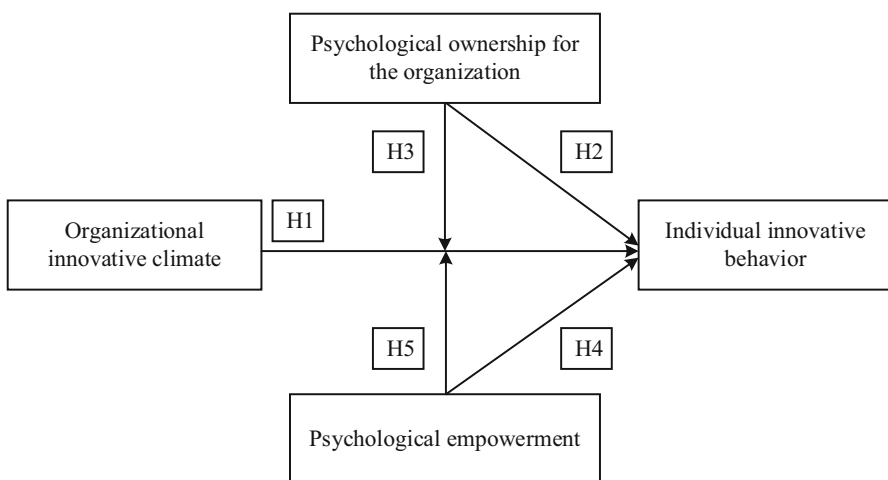 Psychological ownership for
the organization
H3
H2
Organizational
innovative climate
H1
Individual innovative
behavior
H5
H4
Psychological empowerment